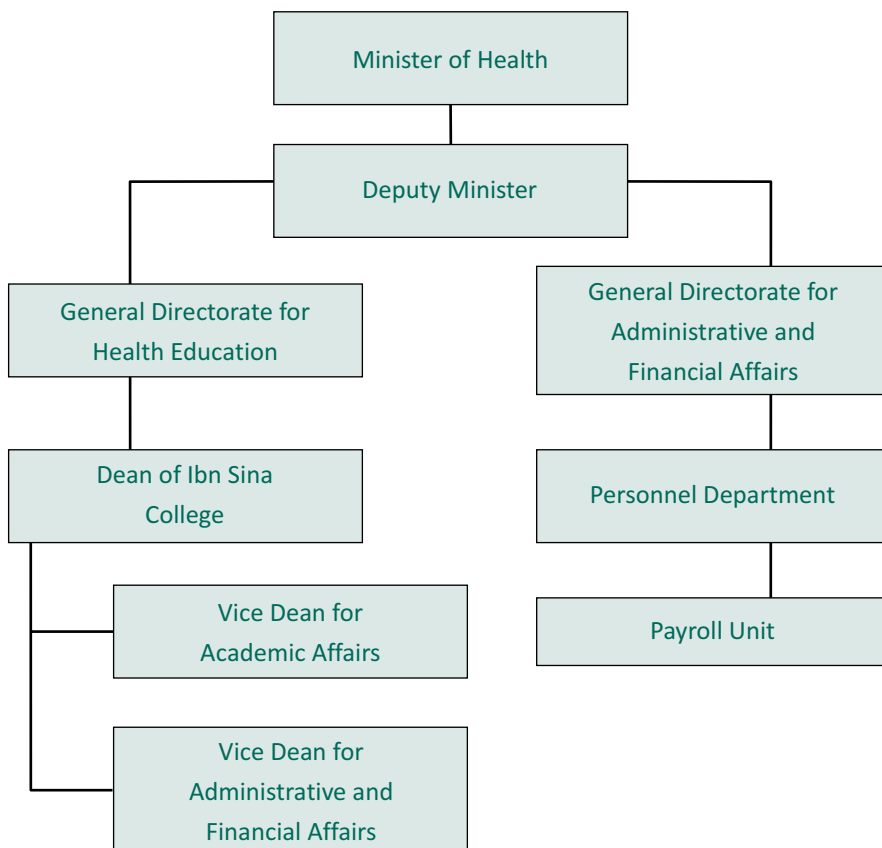 Minister of Health
Deputy Minister
General Directorate for
Health Education
General Directorate for
Administrative and
Financial Affairs
Dean of Ibn Sina
College
Personnel Department
Vice Dean for
Academic Affairs
Payroll Unit
Vice Dean for
Administrative and
Financial Affairs